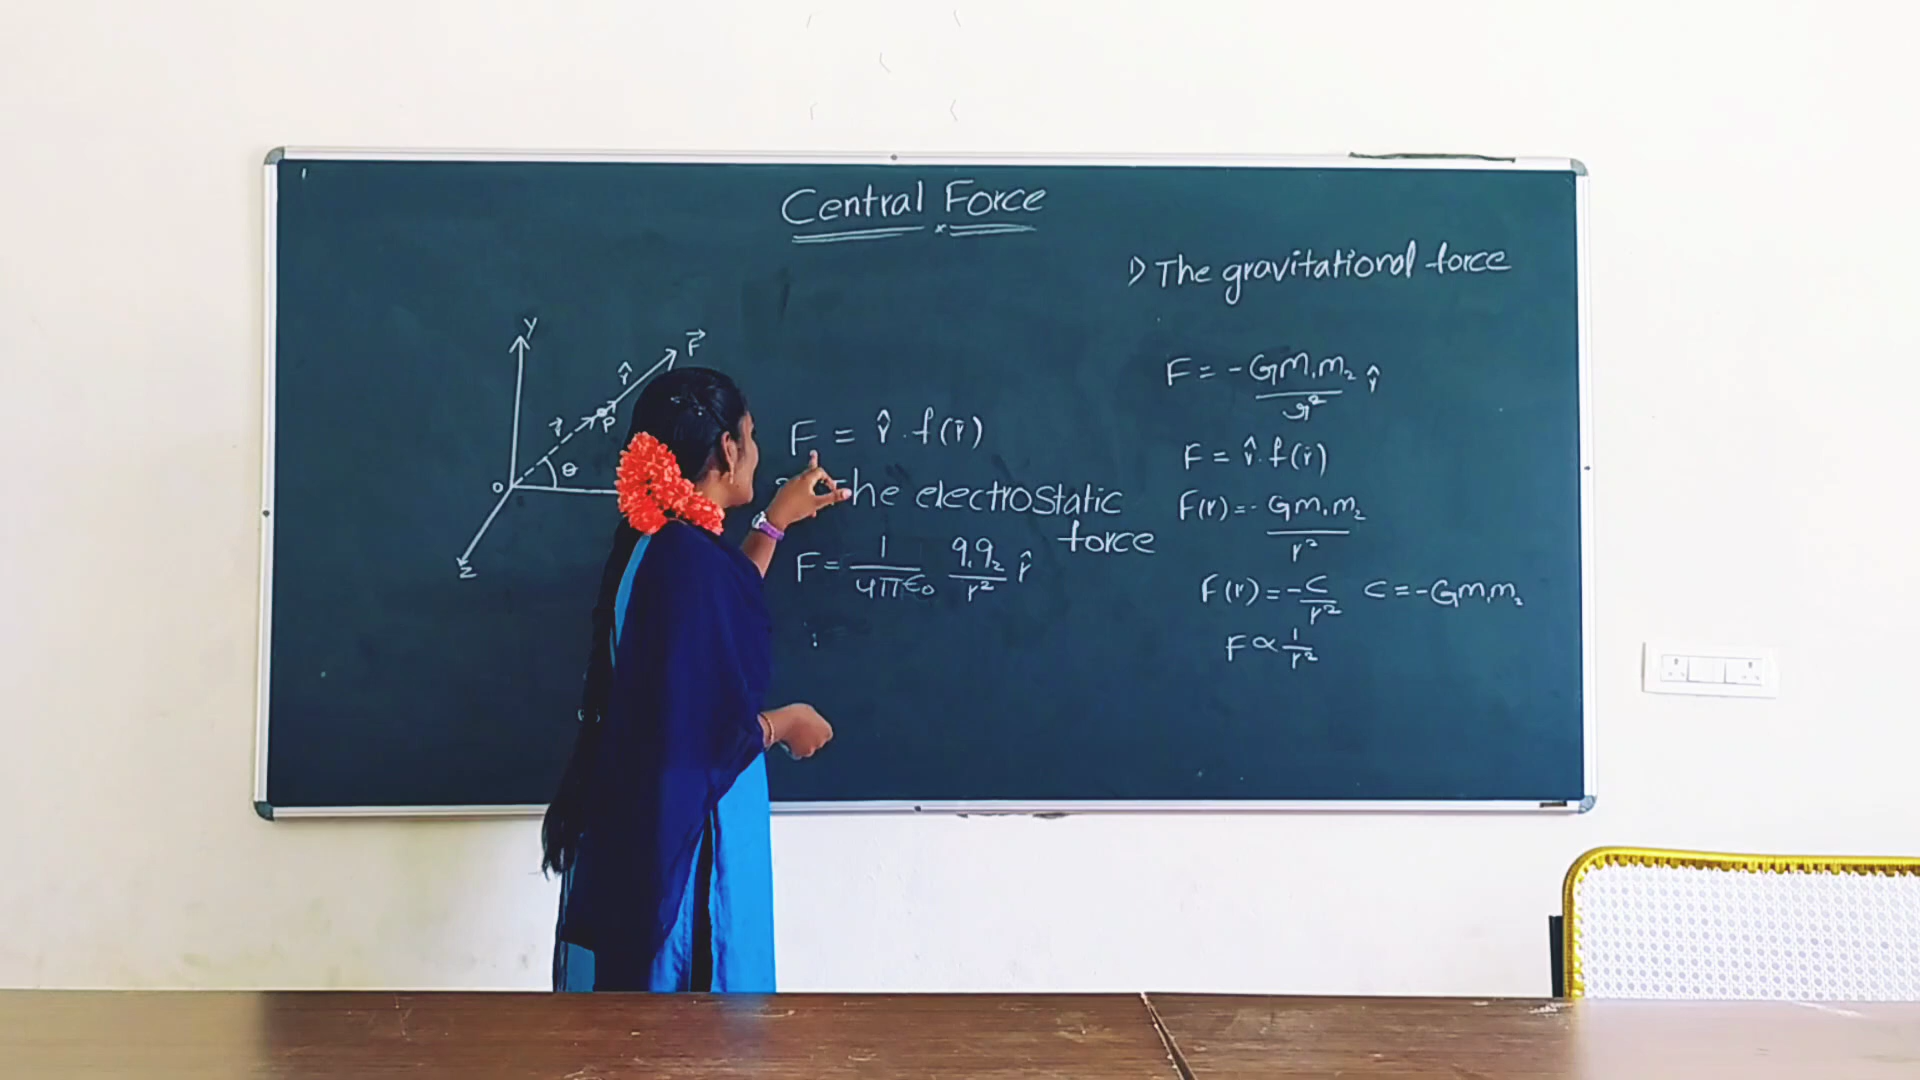 Central Force
Y
F⃗
r̂
P
r⃗
θ
O
Z
F = r̂ . f(r)
The electrostatic
force
F = 1/4πϵ₀ q₁q₂/r² r̂
1) The gravitational force
F = - Gm₁m₂/r² r̂
F = r̂ . f(r)
F(r) = - Gm₁m₂/r²
F(r) = - C/r² C = - Gm₁m₂
F ∝ 1/r²